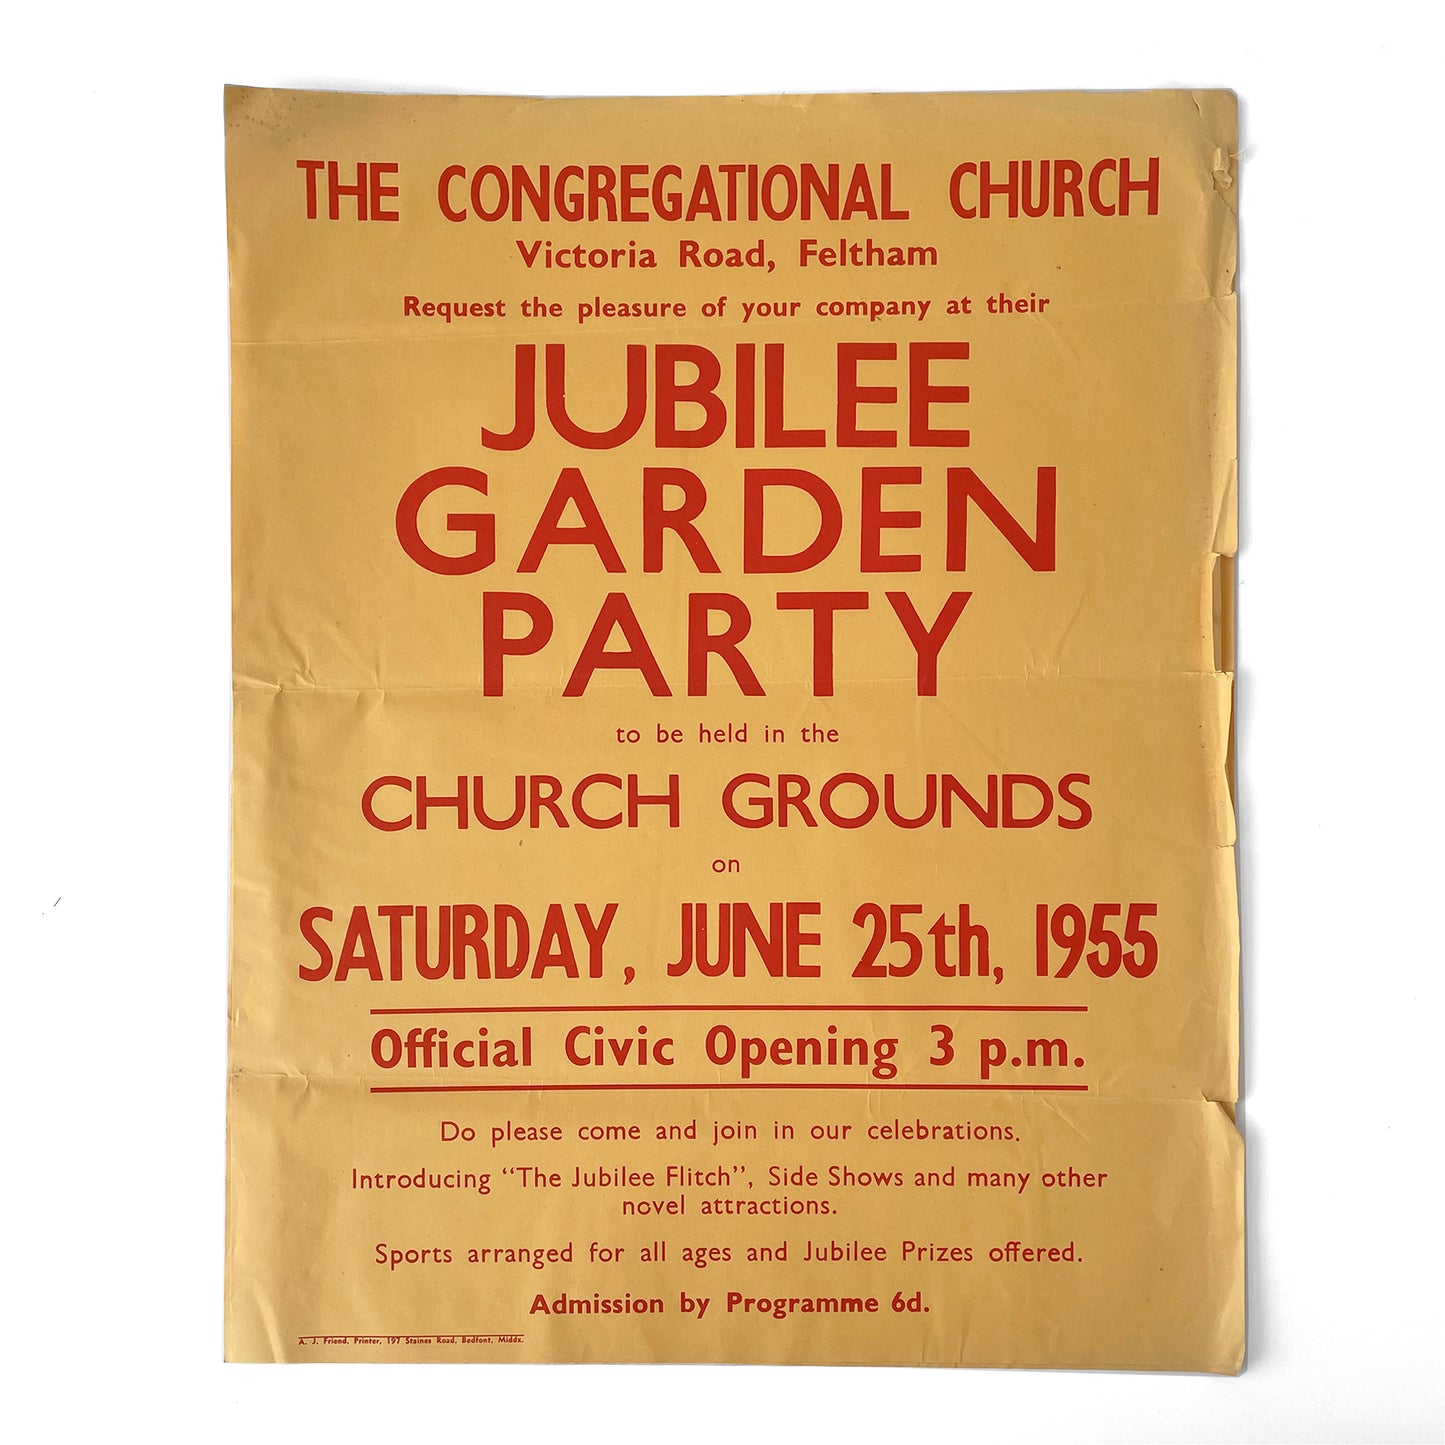 THE CONGREGATIONAL CHURCH
Victoria Road, Feltham
Request the pleasure of your company at their
JUBILEE
GARDEN
PARTY
to be held in the
CHURCH GROUNDS
on
SATURDAY, JUNE 25th, 1955
Official Civic Opening 3 p.m.
Do please come and join in our celebrations.
Introducing “The Jubilee Flitch”, Side Shows and many other
novel attractions.
Sports arranged for all ages and Jubilee Prizes offered.
Admission by Programme 6d.
A. J. Friend, Printer, 197 Staines Road, Bedfont, Middx.